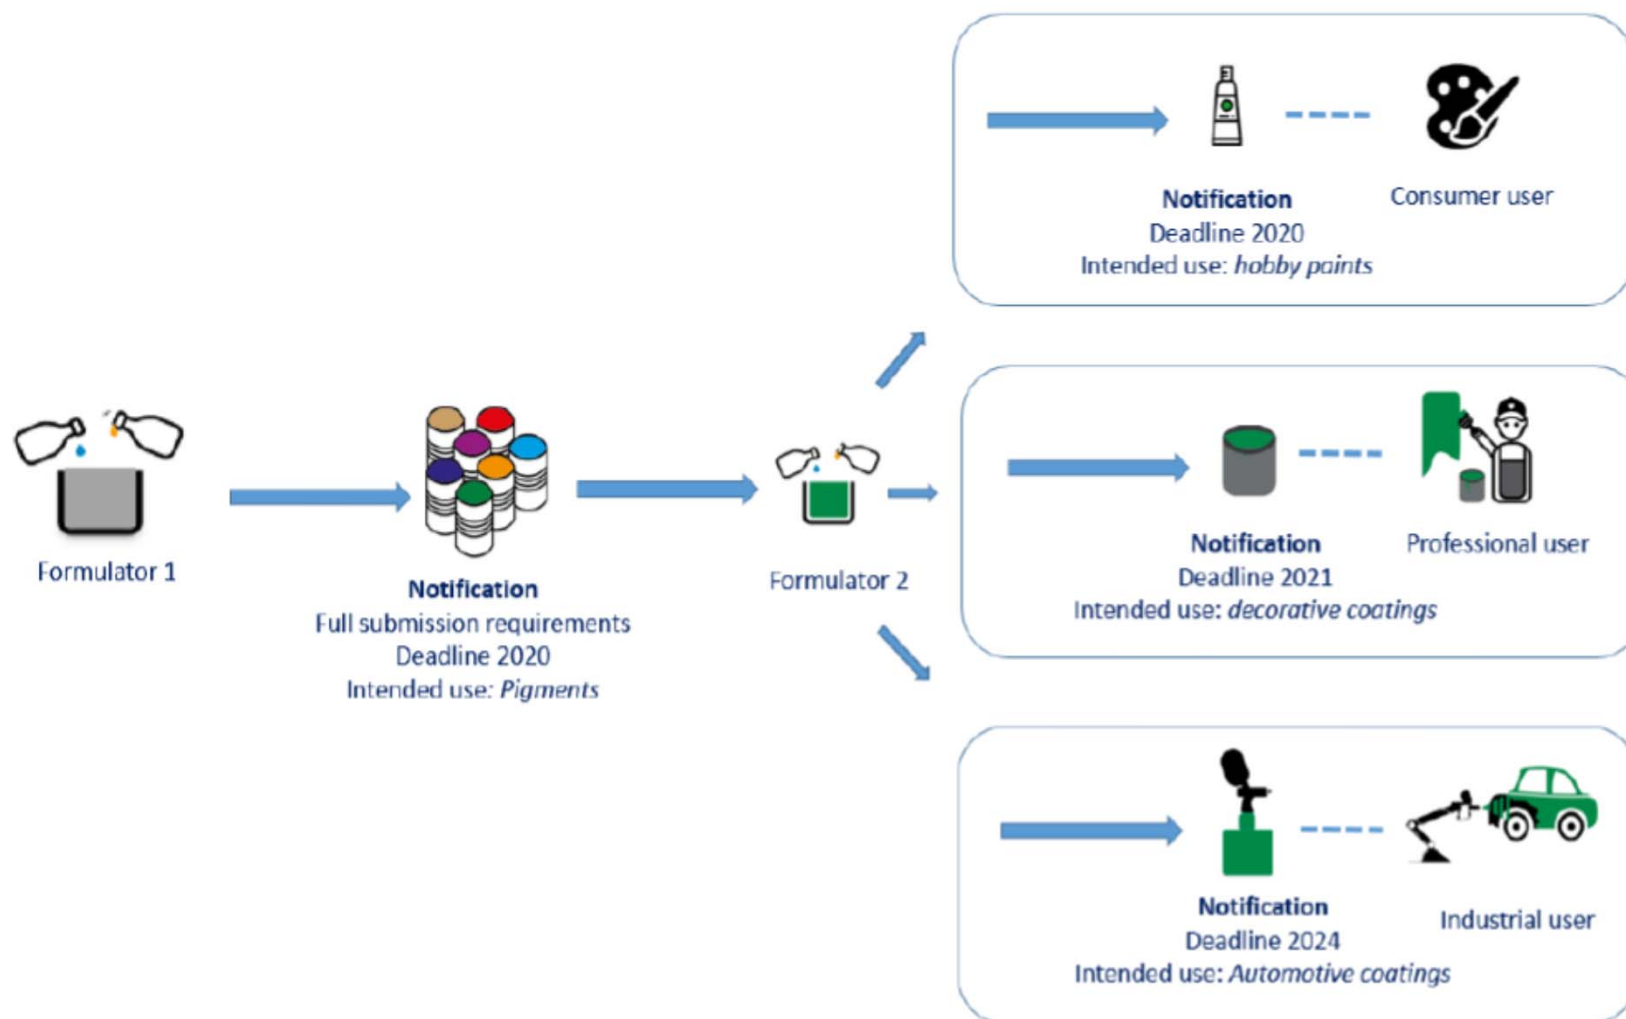 Formulator 1
Notification
Full submission requirements
Deadline 2020
Intended use: Pigments
Formulator 2
Notification
Deadline 2020
Intended use: hobby paints
Consumer user
Notification
Deadline 2021
Intended use: decorative coatings
Professional user
Notification
Deadline 2024
Intended use: Automotive coatings
Industrial user